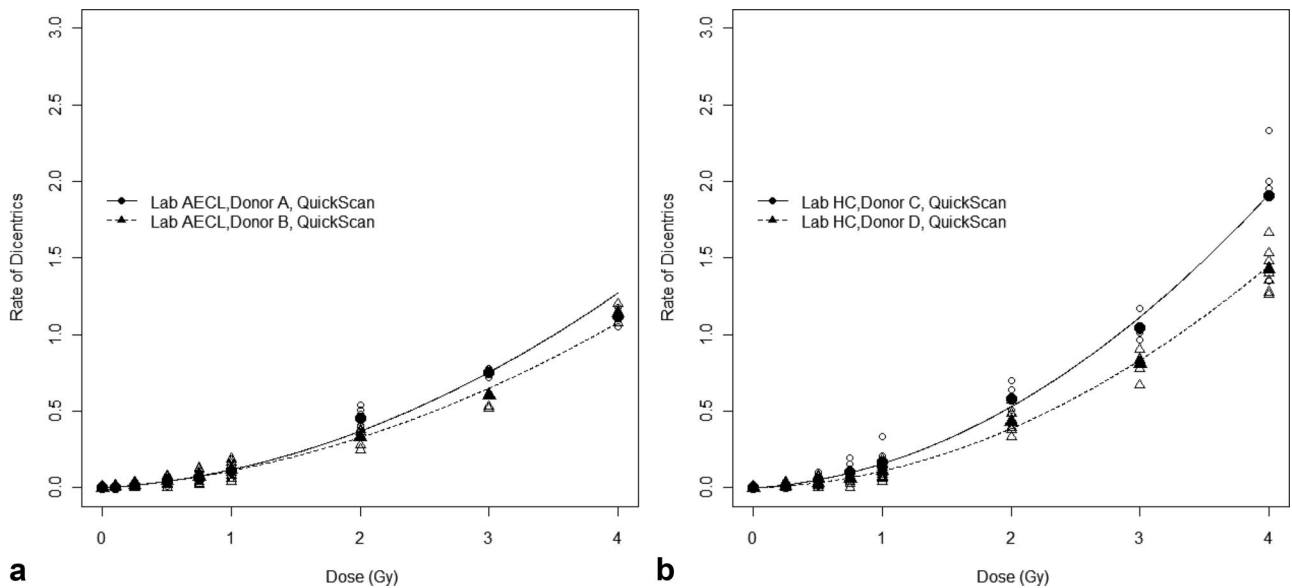 3.0
2.5
2.0
1.5
1.0
0.5
0.0
Rate of Dicentrics
Lab AECL,Donor A, QuickScan
Lab AECL,Donor B, QuickScan
0 1 2 3 4
Dose (Gy)
a
3.0
2.5
2.0
1.5
1.0
0.5
0.0
Rate of Dicentrics
Lab HC,Donor C, QuickScan
Lab HC,Donor D, QuickScan
0 1 2 3 4
Dose (Gy)
b